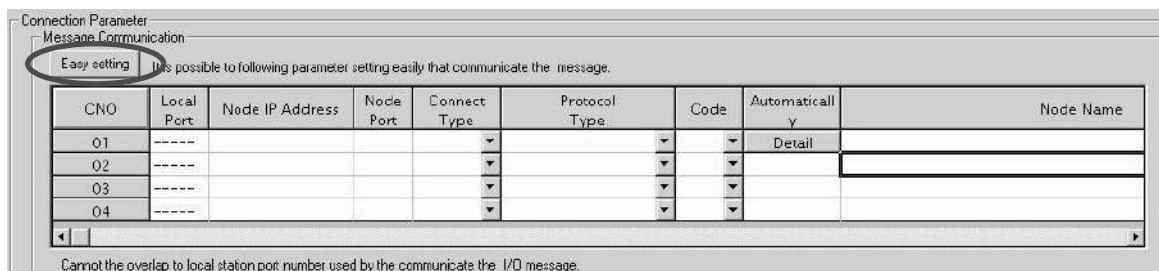 Connection Parameter
Message Communication
Easy setting
It is possible to following parameter setting easily that communicate the message.
CNO Local Port Node IP Address Node Port Connect Type Protocol Type Code Automatically Node Name
01 ----- Detail
02 -----
03 -----
04 -----
Cannot the overlap to local station port number used by the communicate the I/O message.